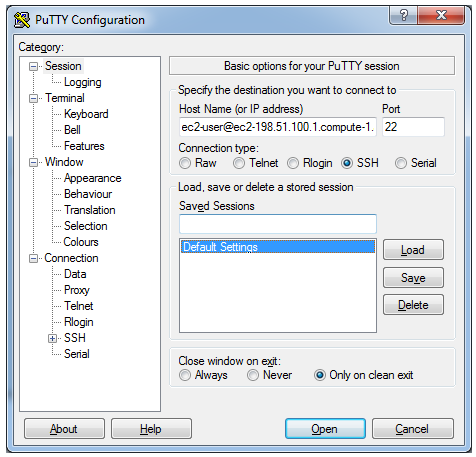 PuTTY Configuration
Category:
Session
Logging
Terminal
Keyboard
Bell
Features
Window
Appearance
Behaviour
Translation
Selection
Colours
Connection
Data
Proxy
Telnet
Rlogin
SSH
Serial
Basic options for your PuTTY session
Specify the destination you want to connect to
Host Name (or IP address) Port
ec2-user@ec2-198.51.100.1.compute-1. 22
Connection type:
Raw Telnet Rlogin SSH Serial
Load, save or delete a stored session
Saved Sessions
Default Settings
Load
Save
Delete
Close window on exit:
Always Never Only on clean exit
About Help Open Cancel